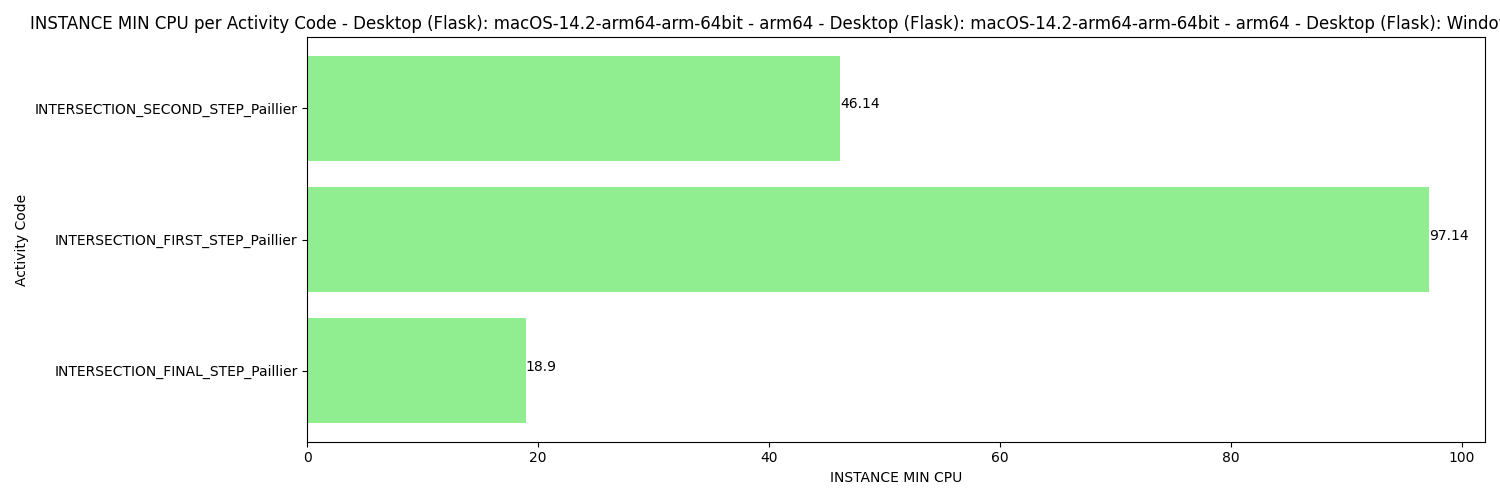 INSTANCE MIN CPU per Activity Code - Desktop (Flask): macOS-14.2-arm64-arm-64bit - arm64 - Desktop (Flask): macOS-14.2-arm64-arm-64bit - arm64 - Desktop (Flask): Windo
INTERSECTION_SECOND_STEP_Paillier
46.14
INTERSECTION_FIRST_STEP_Paillier
97.14
INTERSECTION_FINAL_STEP_Paillier
18.9
Activity Code
0 20 40 60 80 100
INSTANCE MIN CPU